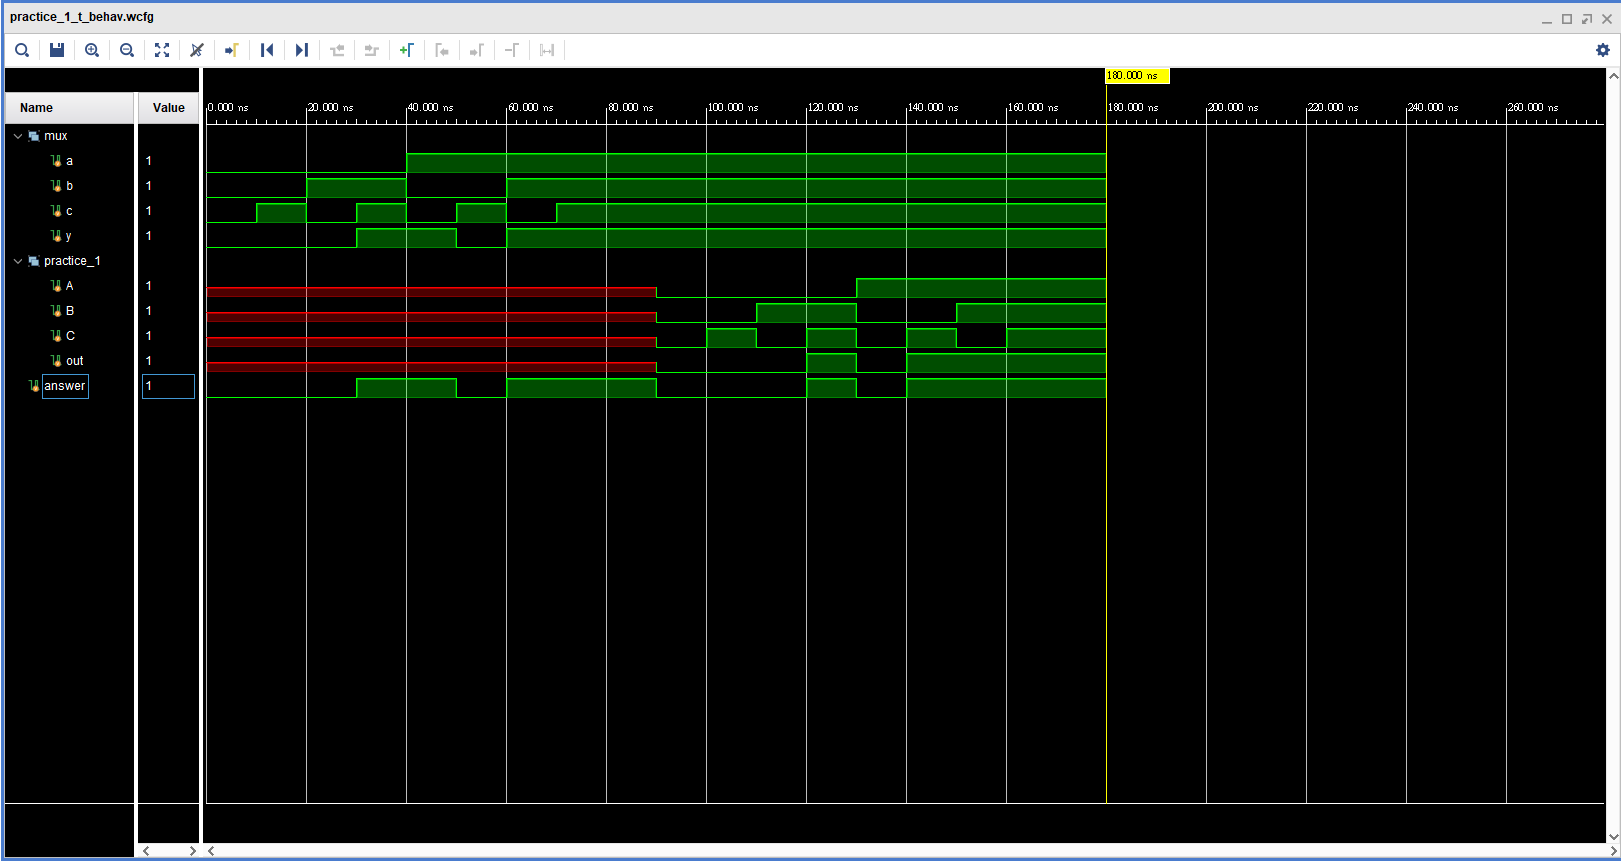 practice_1_t_behav.wcfg
180.000 ns
Name Value 0.000 ns 20.000 ns 40.000 ns 60.000 ns 80.000 ns 100.000 ns 120.000 ns 140.000 ns 160.000 ns 180.000 ns 200.000 ns 220.000 ns 240.000 ns 260.000 ns
mux
a 1
b 1
c 1
y 1
practice_1
A 1
B 1
C 1
out 1
answer 1